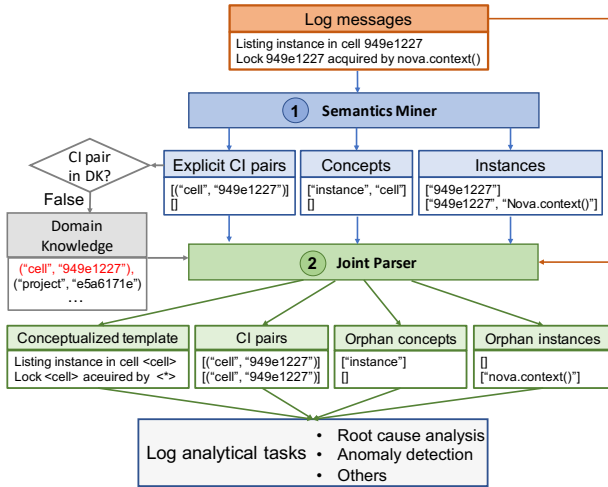 Log messages
Listing instance in cell 949e1227
Lock 949e1227 acquired by nova.context()
1 Semantics Miner
CI pair
in DK?
False
Explicit CI pairs
[(“cell”, “949e1227”)]
[]
Concepts
[“instance”, “cell”]
[]
Instances
[“949e1227”]
[“949e1227”, “Nova.context()”]
Domain
Knowledge
(“cell”, “949e1227”),
(“project”, “e5a6171e”)
…
2 Joint Parser
Conceptualized template
Listing instance in cell <cell>
Lock <cell> aceuired by <*>
CI pairs
[(“cell”, “949e1227”)]
[(“cell”, “949e1227”)]
Orphan concepts
[“instance”]
[]
Orphan instances
[]
[“nova.context()”]
Log analytical tasks
• Root cause analysis
• Anomaly detection
• Others